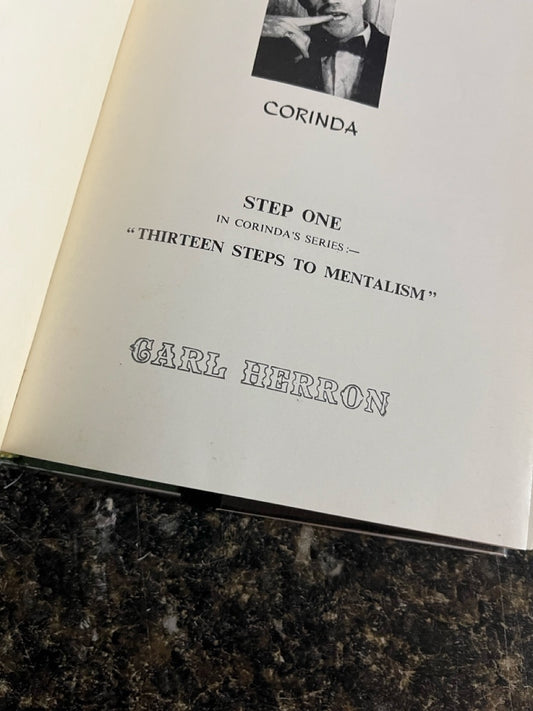 CORINDA
STEP ONE
IN CORINDA'S SERIES :—
“THIRTEEN STEPS TO MENTALISM”
CARL HERRON